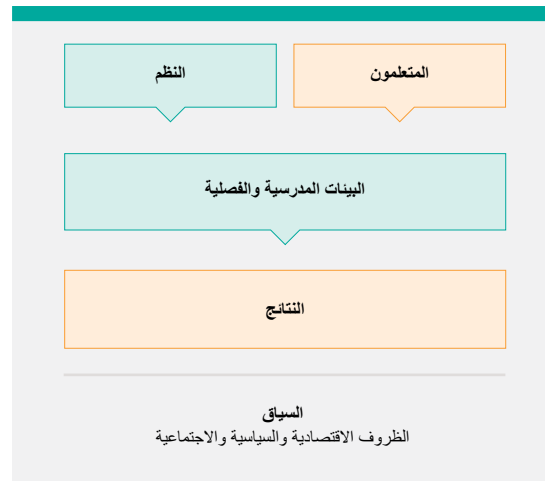 المتعلمون
النظم
البيئات المدرسية والفصلية
النتائج
السياق
الظروف الاقتصادية والسياسية والاجتماعية